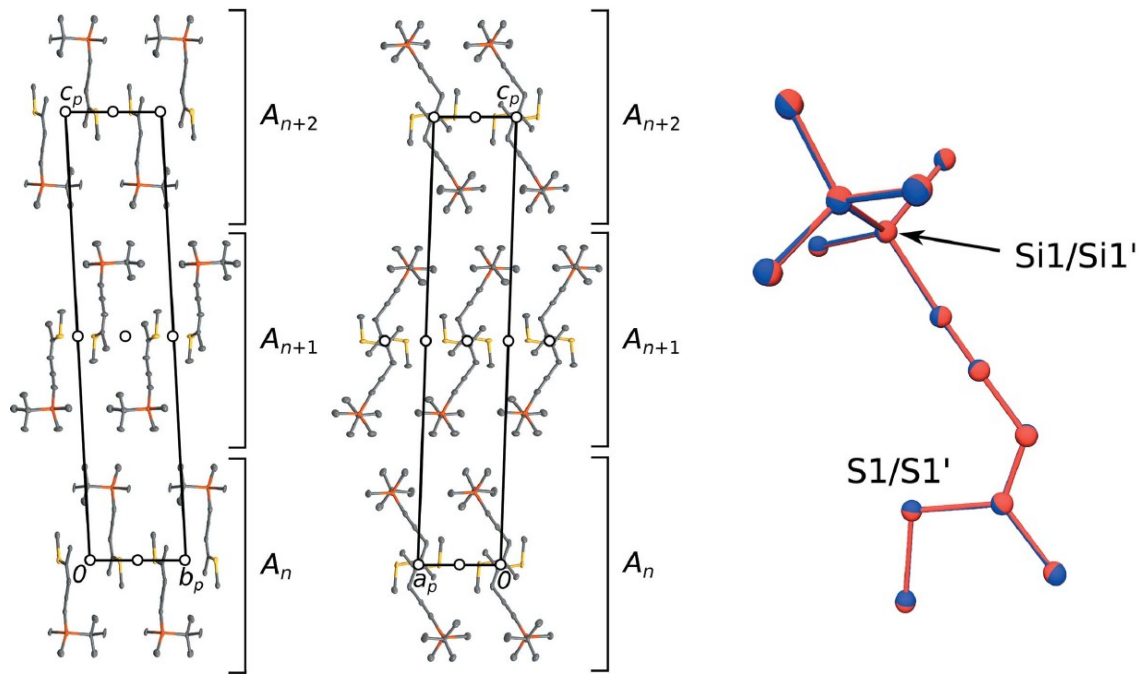 c_p
A_{n+2}
A_{n+1}
0
b_p
A_n
c_p
A_{n+2}
A_{n+1}
a_p
0
A_n
Si1/Si1'
S1/S1'